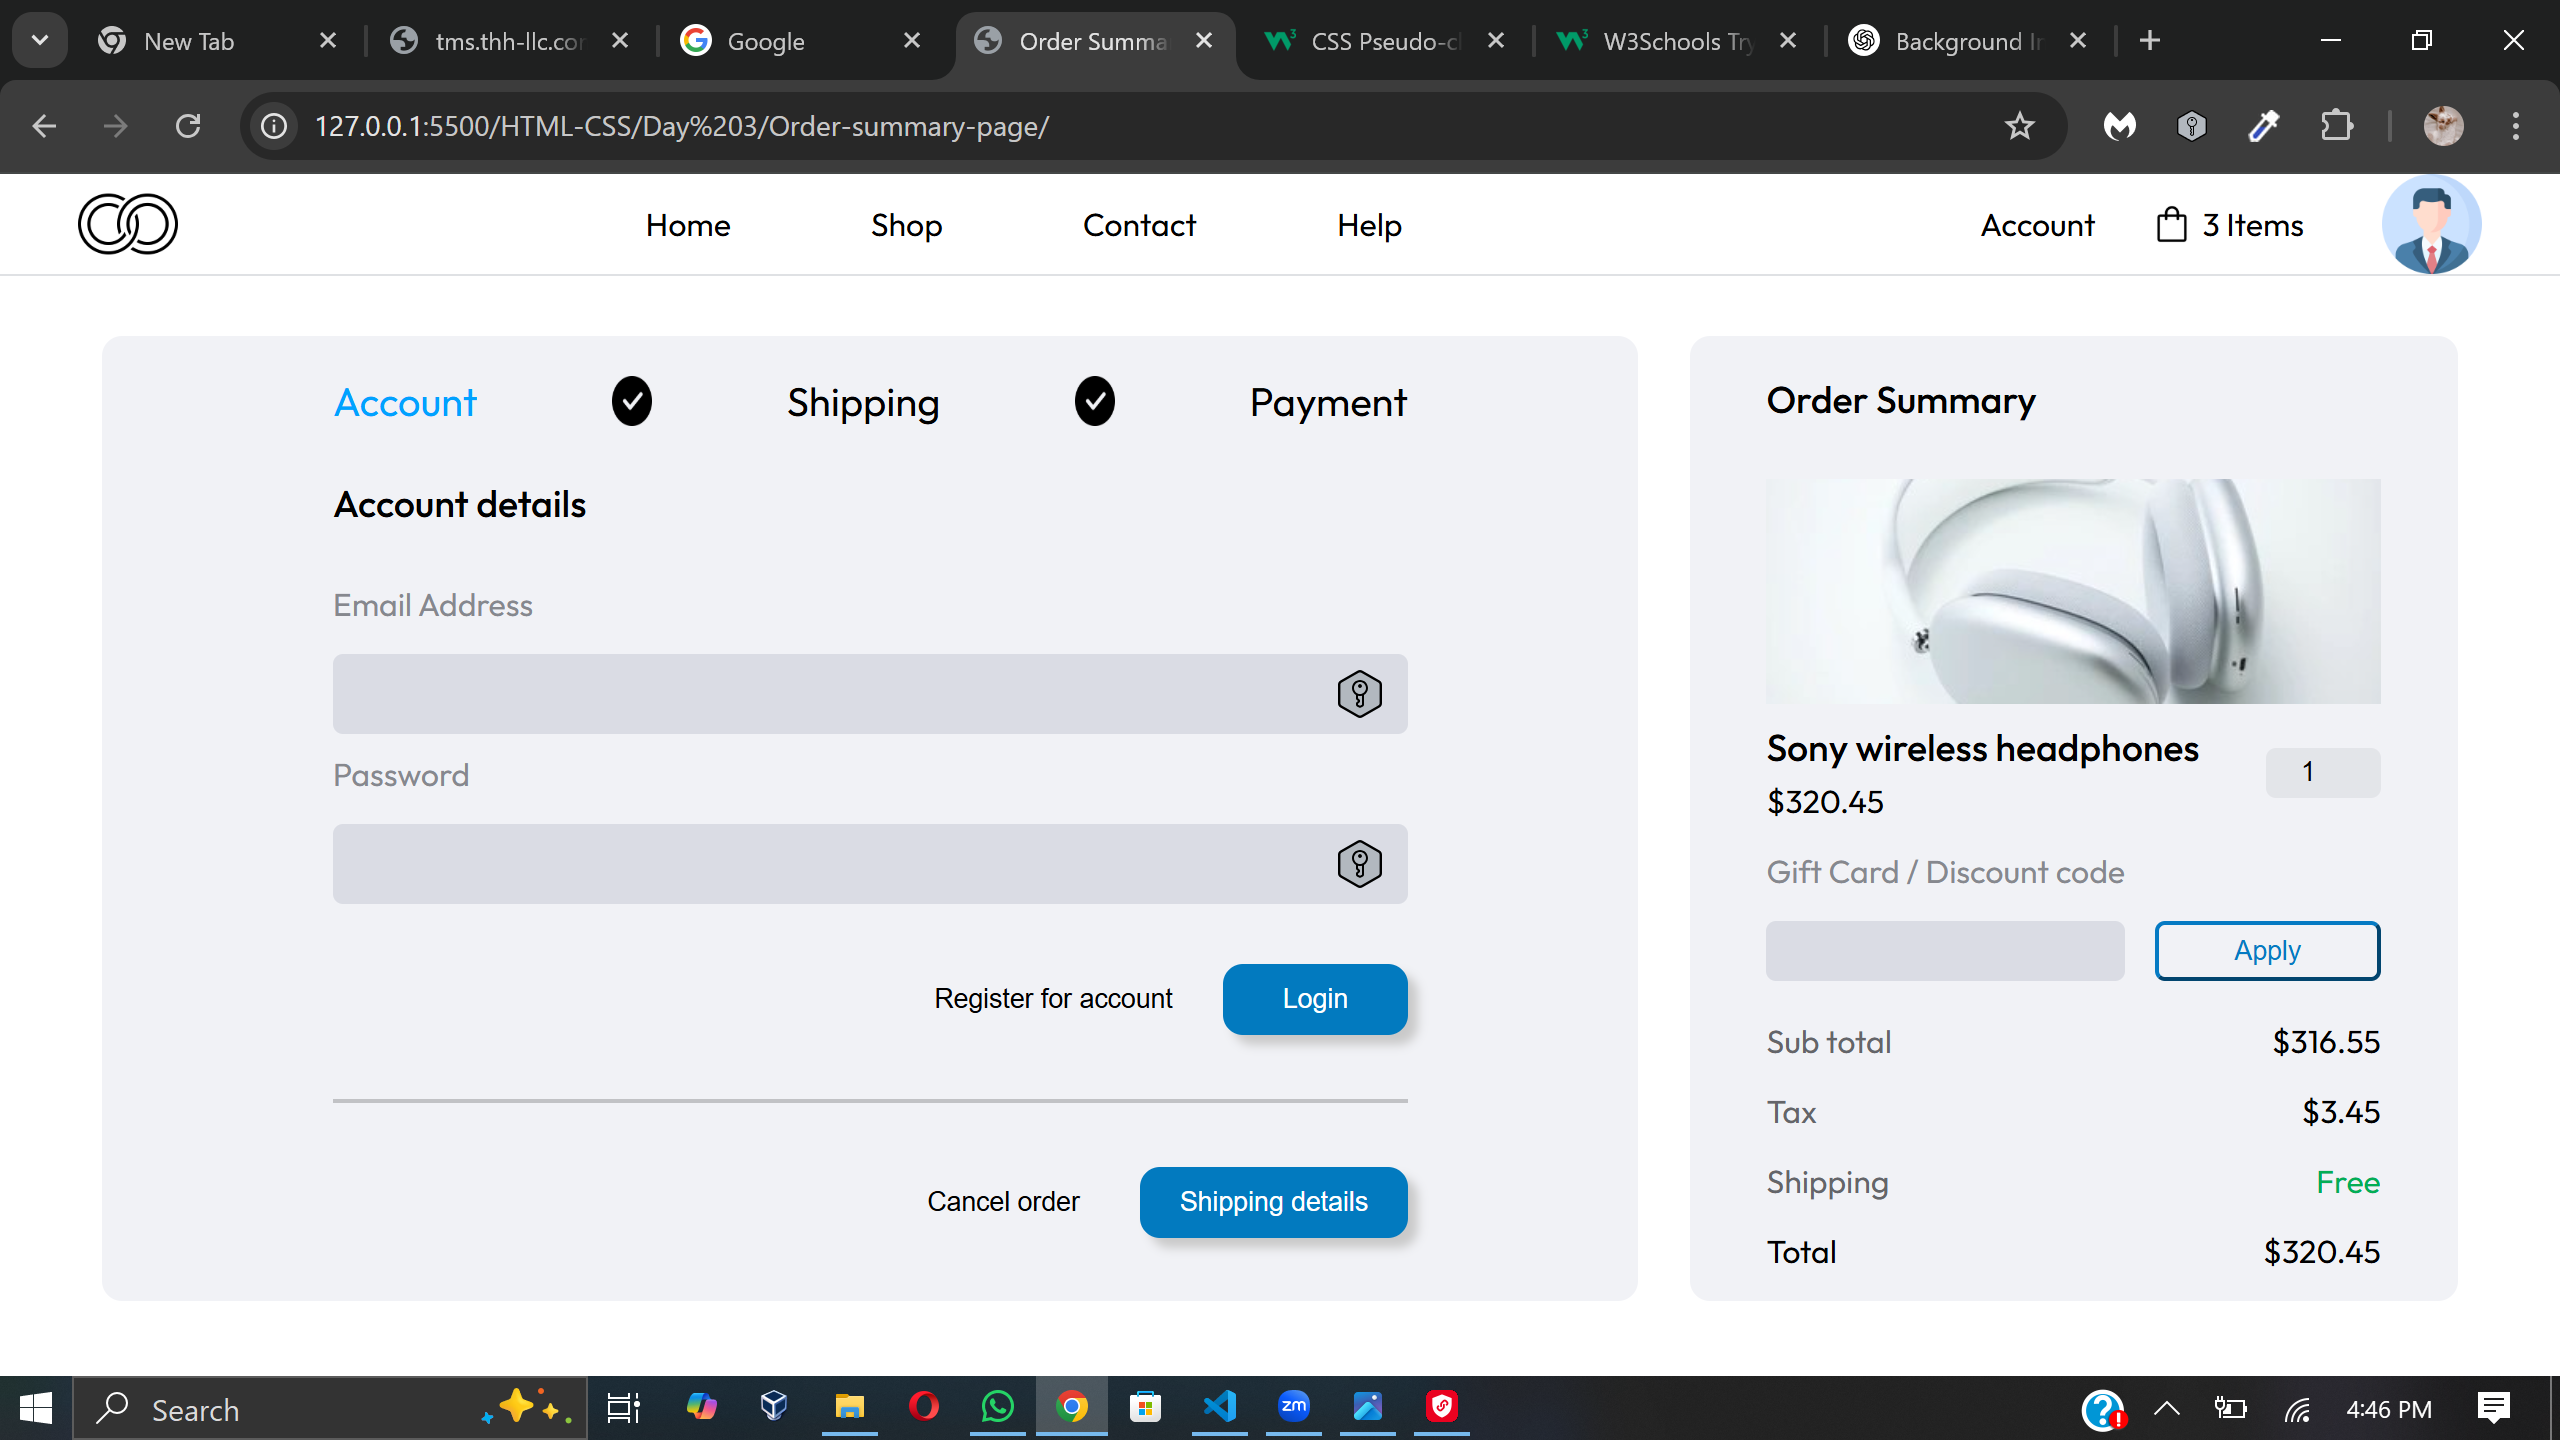 New Tab
tms.thh-llc.cor
Google
Order Summa
CSS Pseudo-cl
W3Schools Try
Background In
127.0.0.1:5500/HTML-CSS/Day%203/Order-summary-page/
Home
Shop
Contact
Help
Account
3 Items
Account
Shipping
Payment
Account details
Email Address
Password
Register for account
Login
Cancel order
Shipping details
Order Summary
Sony wireless headphones
1
$320.45
Gift Card / Discount code
Apply
Sub total
$316.55
Tax
$3.45
Shipping
Free
Total
$320.45
Search
zm
4:46 PM